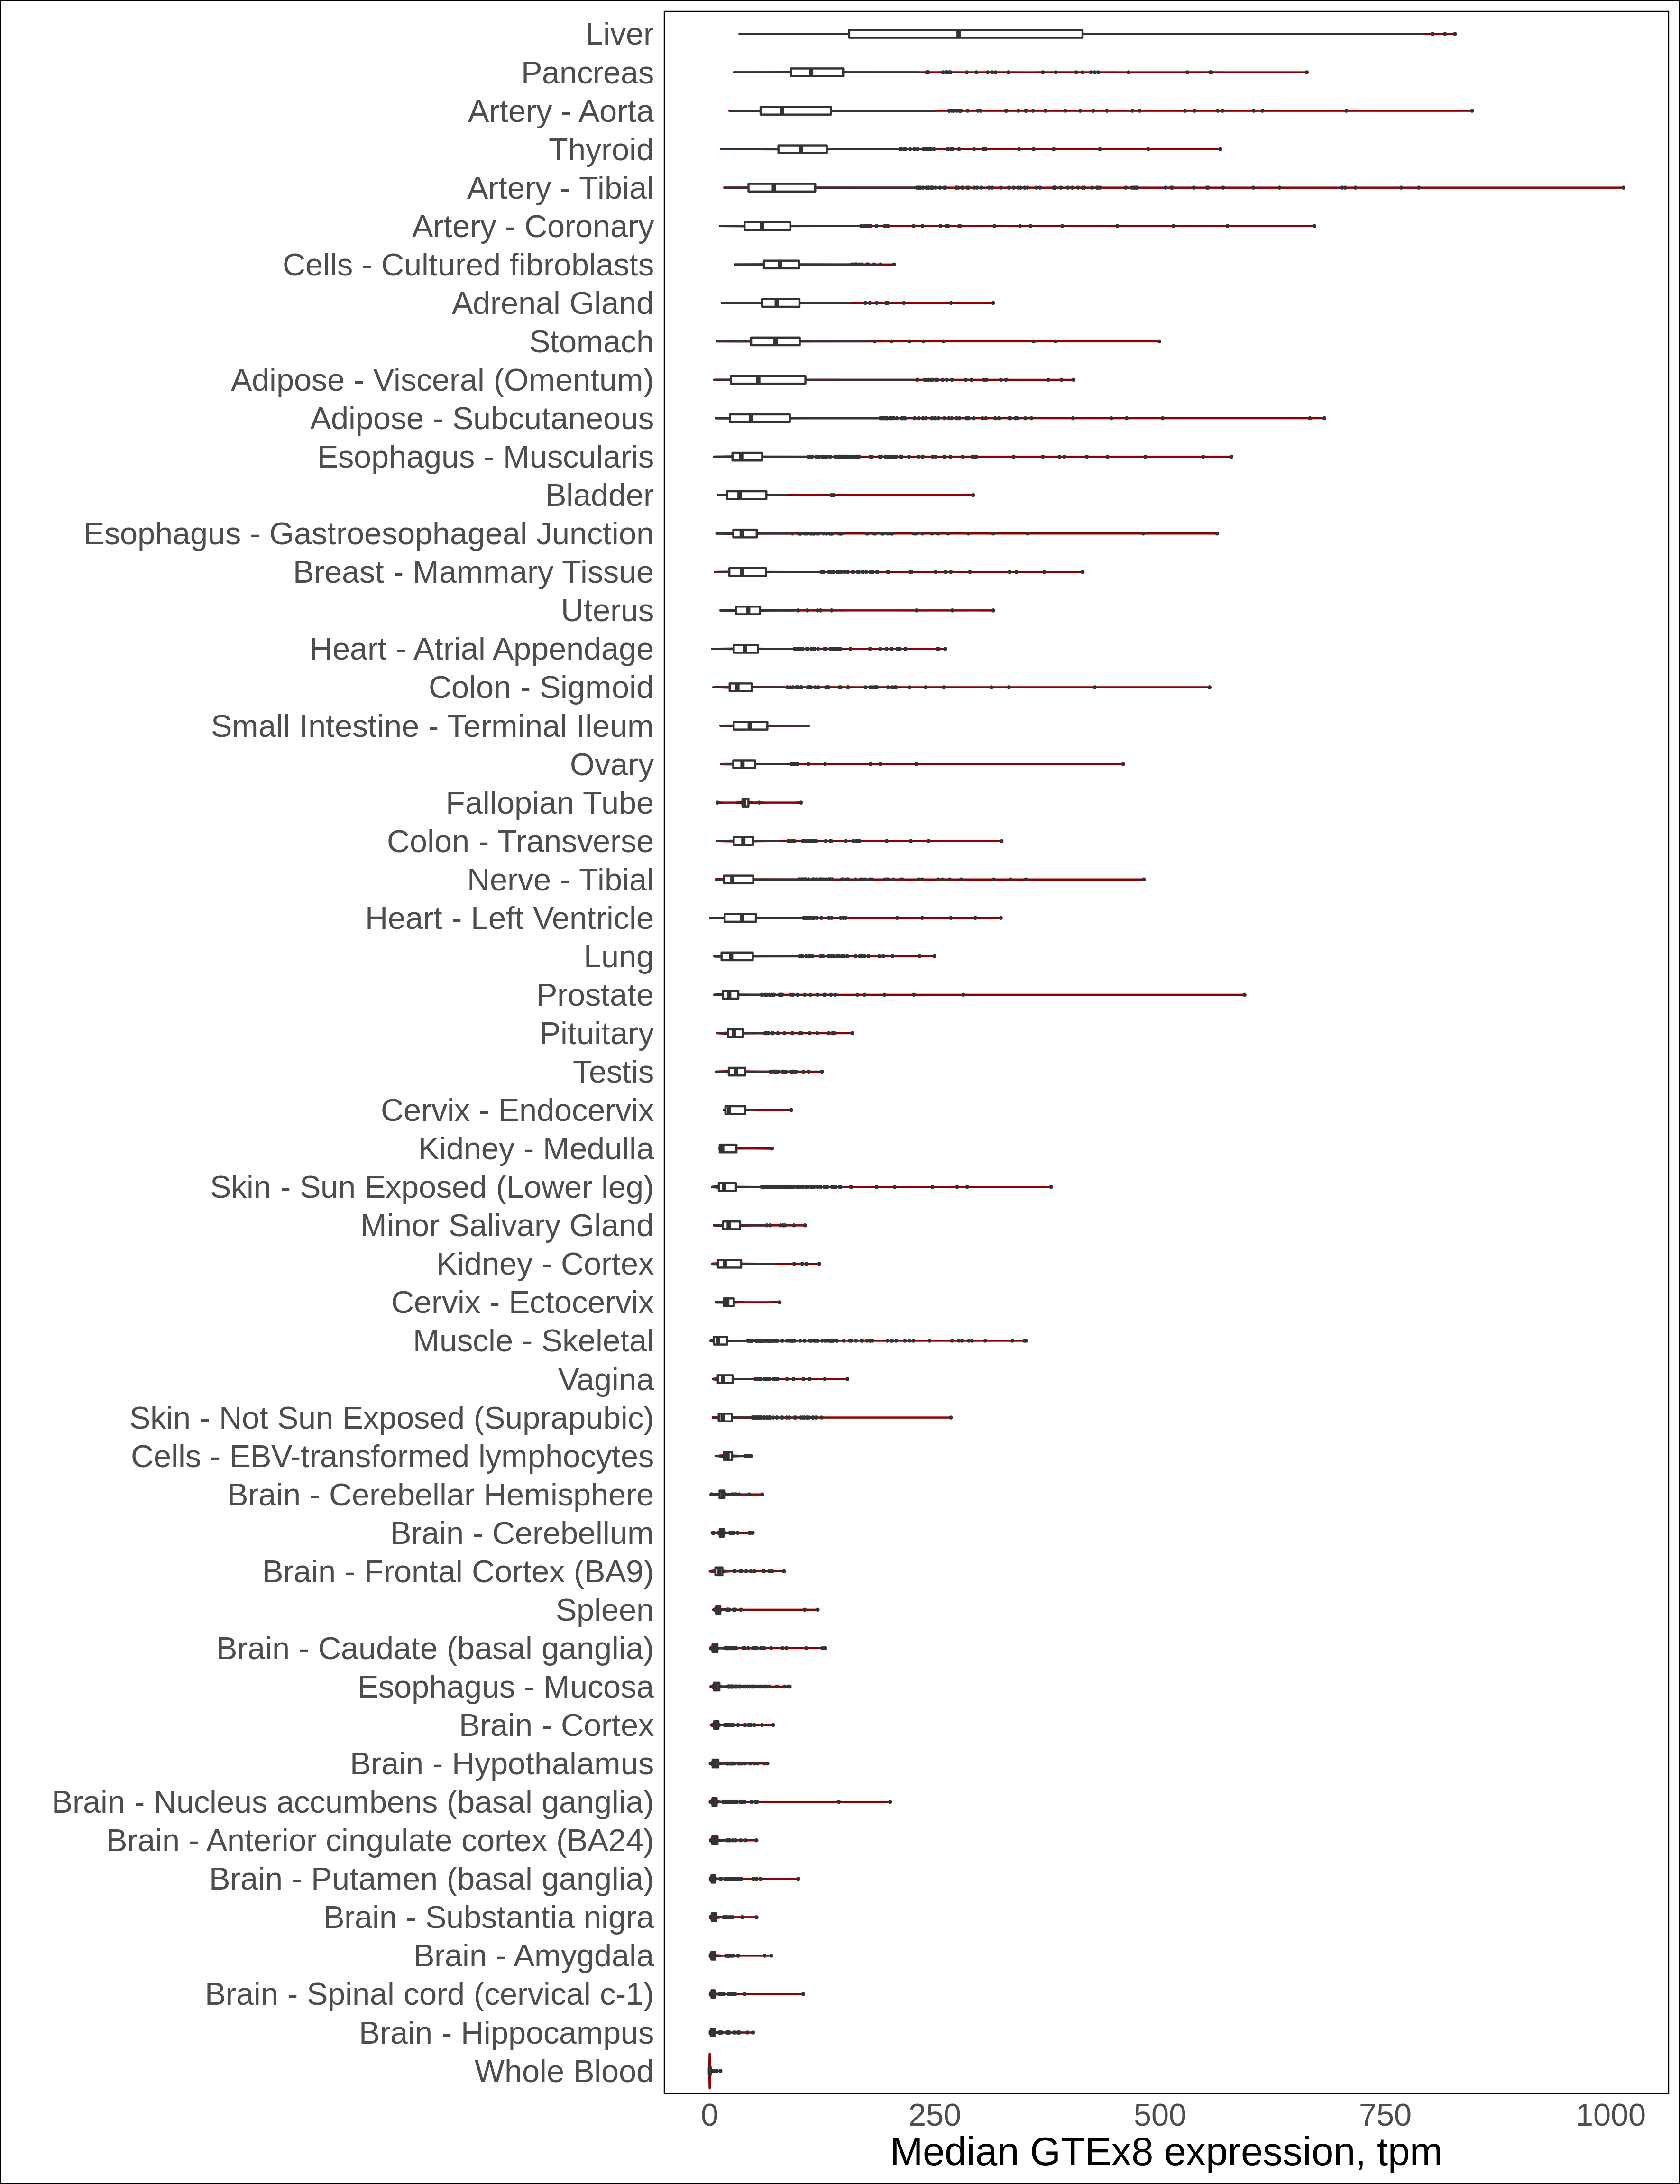 Liver
Pancreas
Artery - Aorta
Thyroid
Artery - Tibial
Artery - Coronary
Cells - Cultured fibroblasts
Adrenal Gland
Stomach
Adipose - Visceral (Omentum)
Adipose - Subcutaneous
Esophagus - Muscularis
Bladder
Esophagus - Gastroesophageal Junction
Breast - Mammary Tissue
Uterus
Heart - Atrial Appendage
Colon - Sigmoid
Small Intestine - Terminal Ileum
Ovary
Fallopian Tube
Colon - Transverse
Nerve - Tibial
Heart - Left Ventricle
Lung
Prostate
Pituitary
Testis
Cervix - Endocervix
Kidney - Medulla
Skin - Sun Exposed (Lower leg)
Minor Salivary Gland
Kidney - Cortex
Cervix - Ectocervix
Muscle - Skeletal
Vagina
Skin - Not Sun Exposed (Suprapubic)
Cells - EBV-transformed lymphocytes
Brain - Cerebellar Hemisphere
Brain - Cerebellum
Brain - Frontal Cortex (BA9)
Spleen
Brain - Caudate (basal ganglia)
Esophagus - Mucosa
Brain - Cortex
Brain - Hypothalamus
Brain - Nucleus accumbens (basal ganglia)
Brain - Anterior cingulate cortex (BA24)
Brain - Putamen (basal ganglia)
Brain - Substantia nigra
Brain - Amygdala
Brain - Spinal cord (cervical c-1)
Brain - Hippocampus
Whole Blood
0 250 500 750 1000
Median GTEx8 expression, tpm